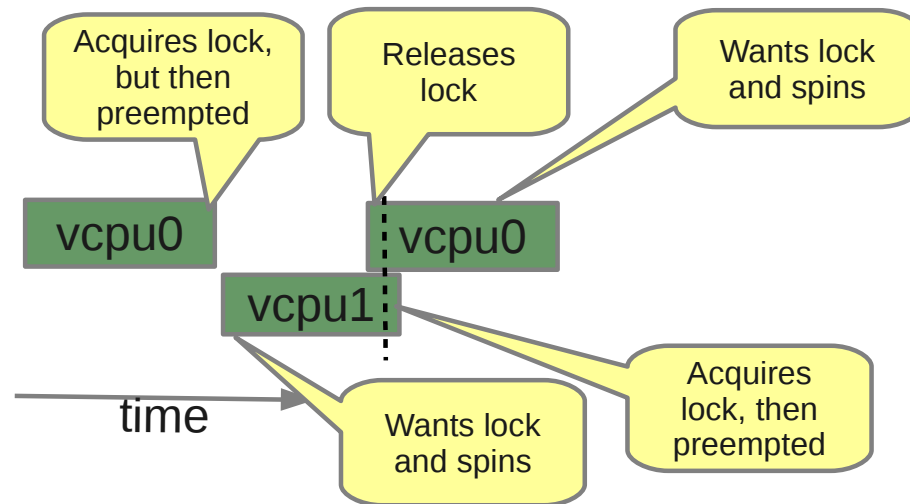 Acquires lock,
but then
preempted
Releases
lock
Wants lock
and spins
vcpu0
vcpu0
vcpu1
time
Wants lock
and spins
Acquires
lock, then
preempted